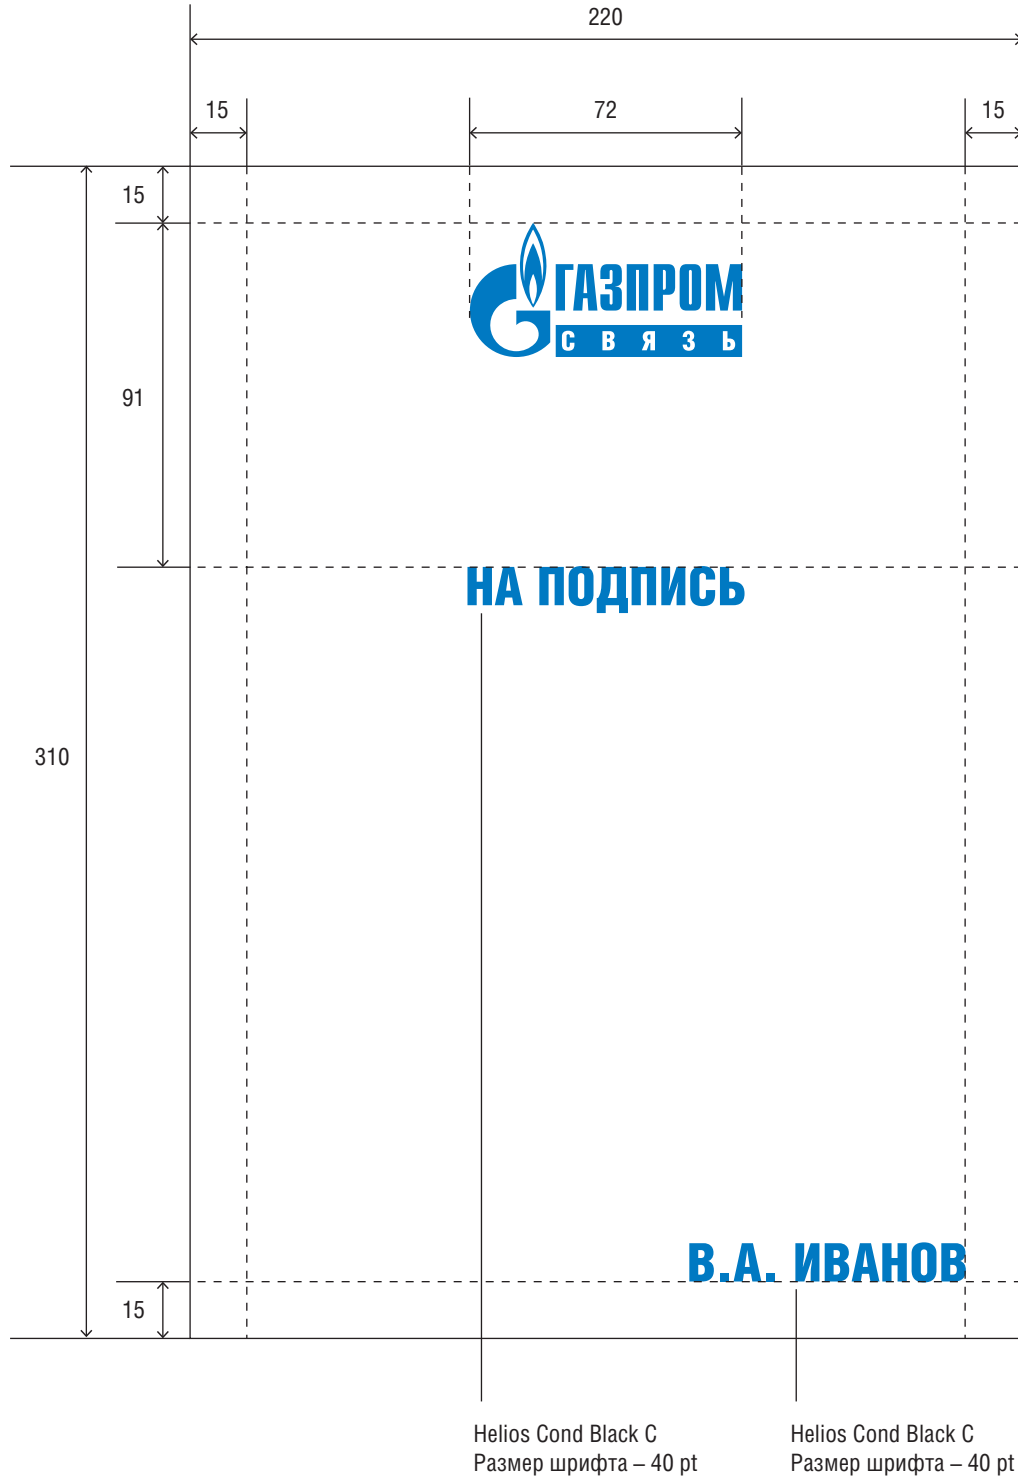 220
15
72
15
15
ГАЗПРОМ
СВЯЗЬ
91
НА ПОДПИСЬ
310
В.А. ИВАНОВ
15
Helios Cond Black C
Размер шрифта – 40 pt
Helios Cond Black C
Размер шрифта – 40 pt